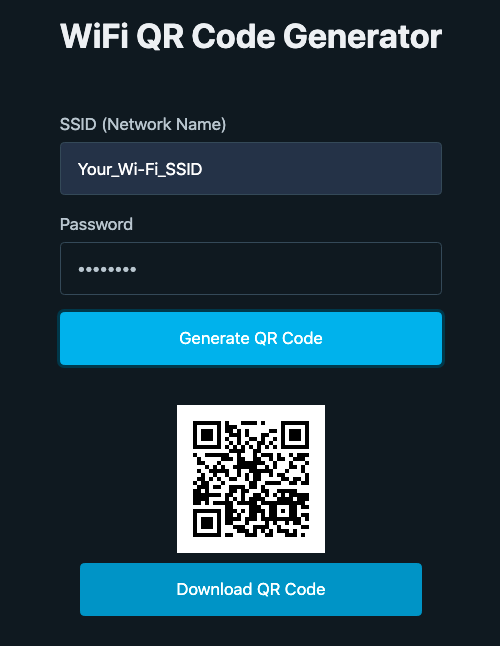 WiFi QR Code Generator
SSID (Network Name)
Your_Wi-Fi_SSID
Password
••••••••
Generate QR Code
Download QR Code